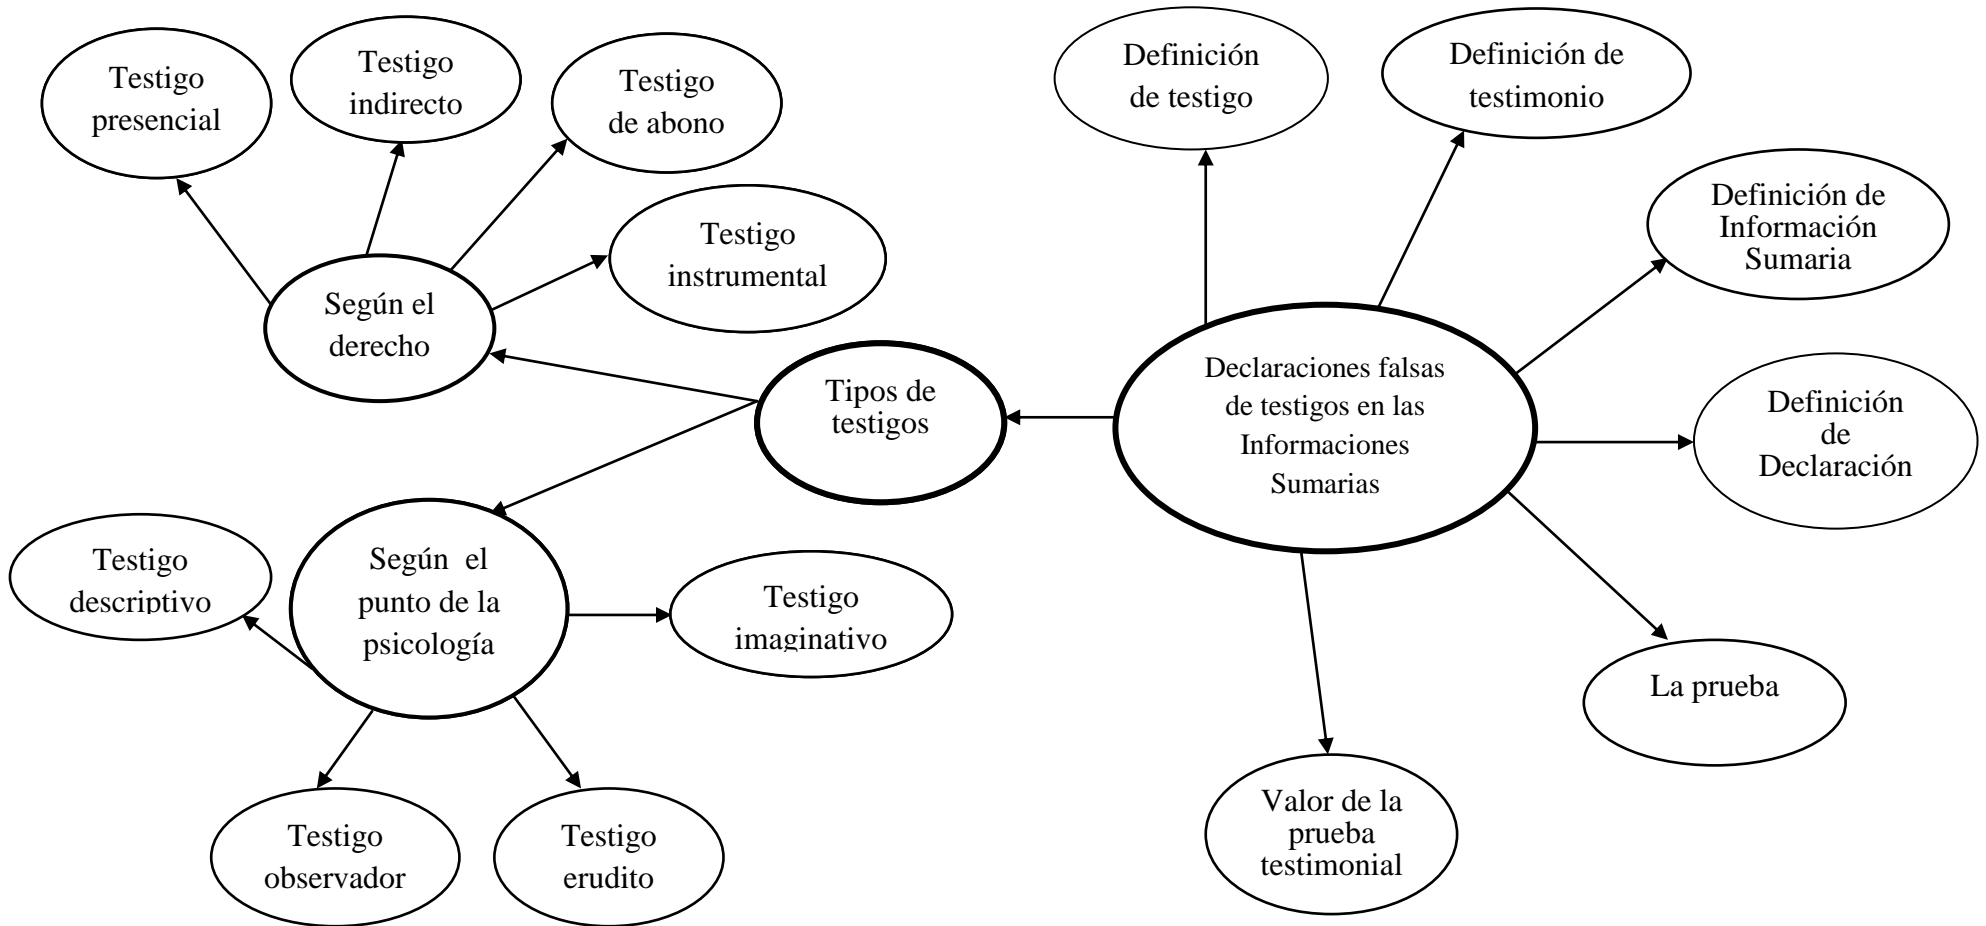 Testigo
presencial
Testigo
indirecto
Testigo
de abono
Testigo
instrumental
Según el
derecho
Tipos de
testigos
Según  el
punto de la
psicología
Testigo
descriptivo
Testigo
imaginativo
Testigo
observador
Testigo
erudito
Definición
de testigo
Definición de
testimonio
Definición de
Información
Sumaria
Declaraciones falsas
de testigos en las
Informaciones
Sumarias
Definición
de
Declaración
La prueba
Valor de la
prueba
testimonial